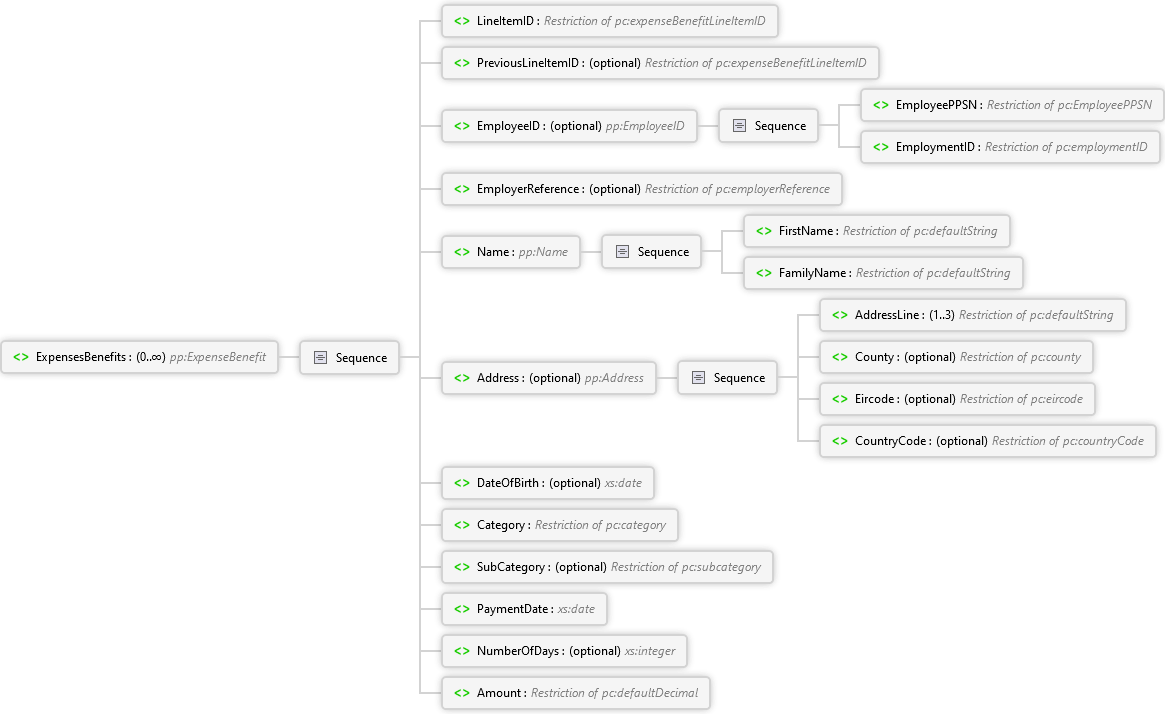 <> LineItemID : Restriction of pc:expenseBenefitLineItemID
<> PreviousLineItemID : (optional) Restriction of pc:expenseBenefitLineItemID
<> EmployeeID : (optional) pp:EmployeeID
Sequence
<> EmployeePPSN : Restriction of pc:EmployeePPSN
<> EmploymentID : Restriction of pc:employmentID
<> EmployerReference : (optional) Restriction of pc:employerReference
<> Name : pp:Name
Sequence
<> FirstName : Restriction of pc:defaultString
<> FamilyName : Restriction of pc:defaultString
<> ExpensesBenefits : (0..∞) pp:ExpenseBenefit
Sequence
<> Address : (optional) pp:Address
Sequence
<> AddressLine : (1..3) Restriction of pc:defaultString
<> County : (optional) Restriction of pc:county
<> Eircode : (optional) Restriction of pc:eircode
<> CountryCode : (optional) Restriction of pc:countryCode
<> DateOfBirth : (optional) xs:date
<> Category : Restriction of pc:category
<> SubCategory : (optional) Restriction of pc:subcategory
<> PaymentDate : xs:date
<> NumberOfDays : (optional) xs:integer
<> Amount : Restriction of pc:defaultDecimal